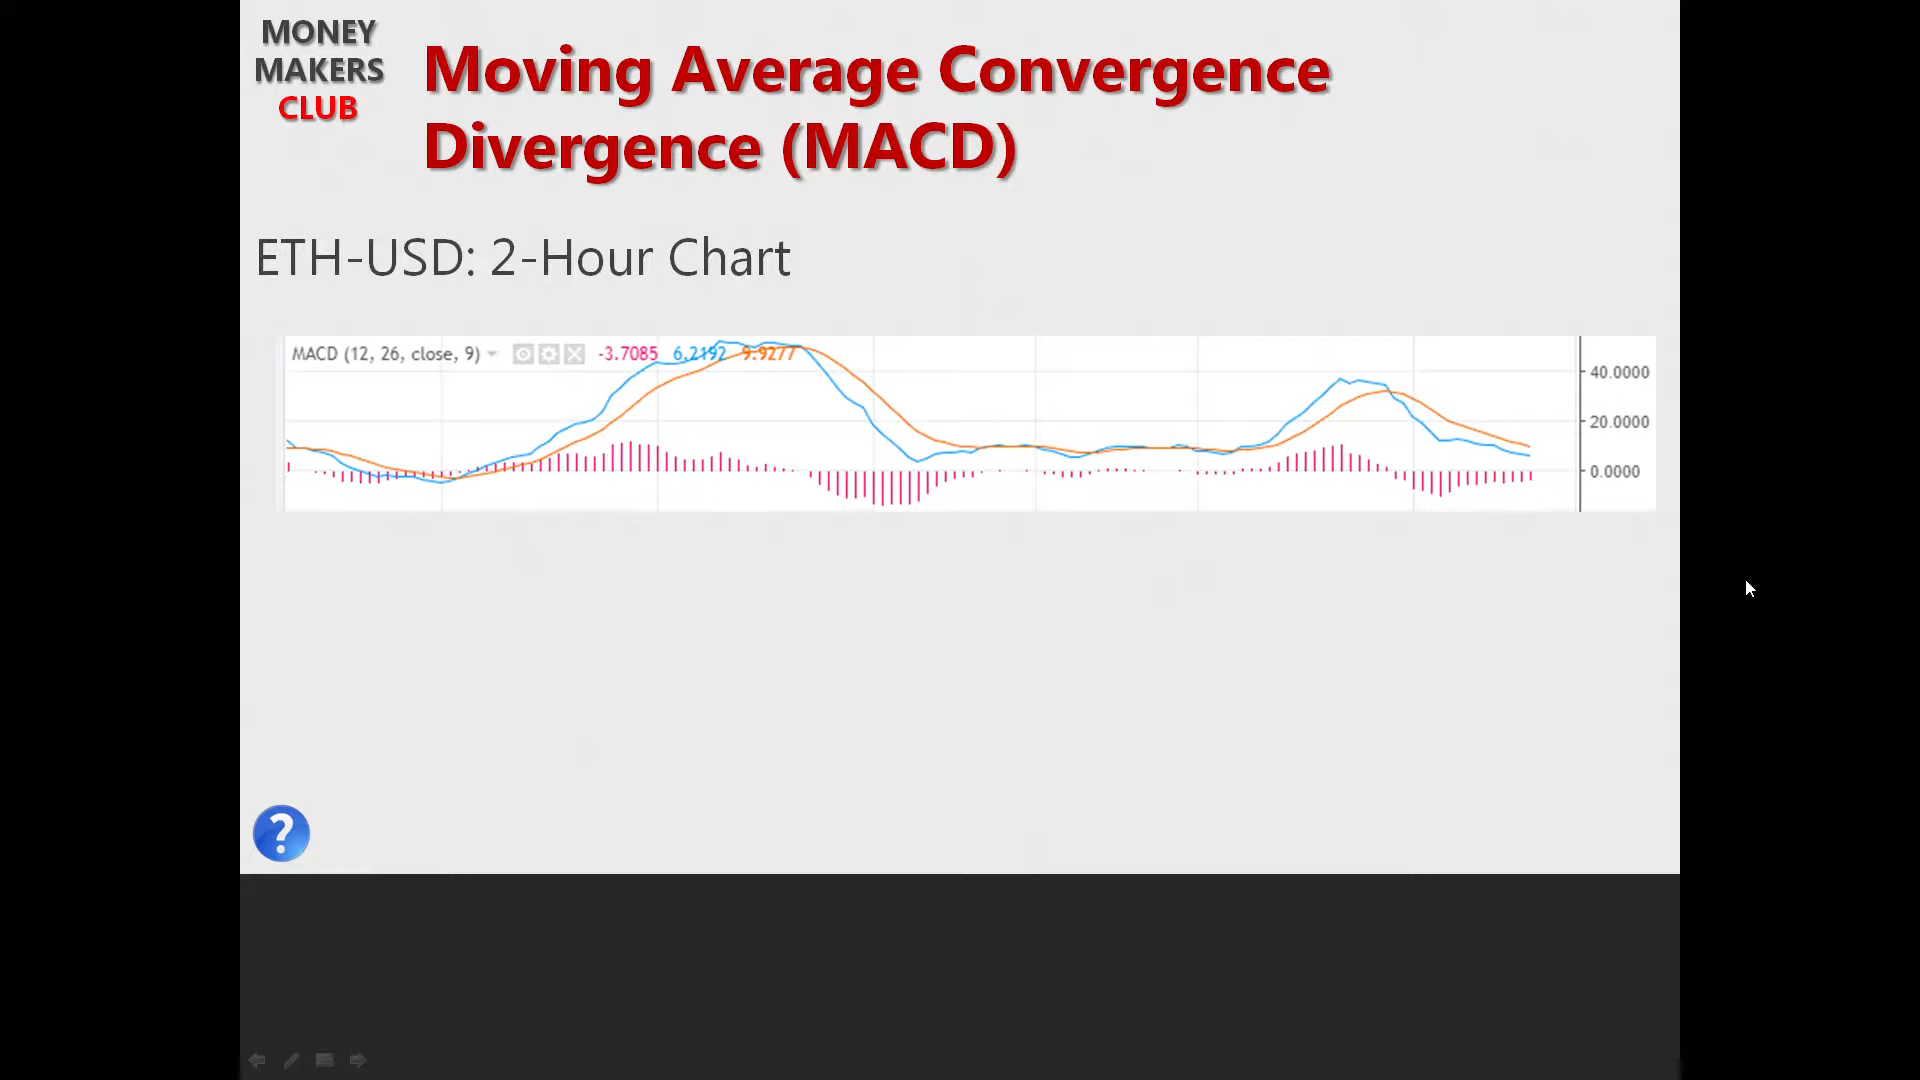 MONEY
MAKERS
CLUB
Moving Average Convergence
Divergence (MACD)
ETH-USD: 2-Hour Chart
MACD (12, 26, close, 9) -3.7085 6.2192 9.9277
40.0000
20.0000
0.0000
?